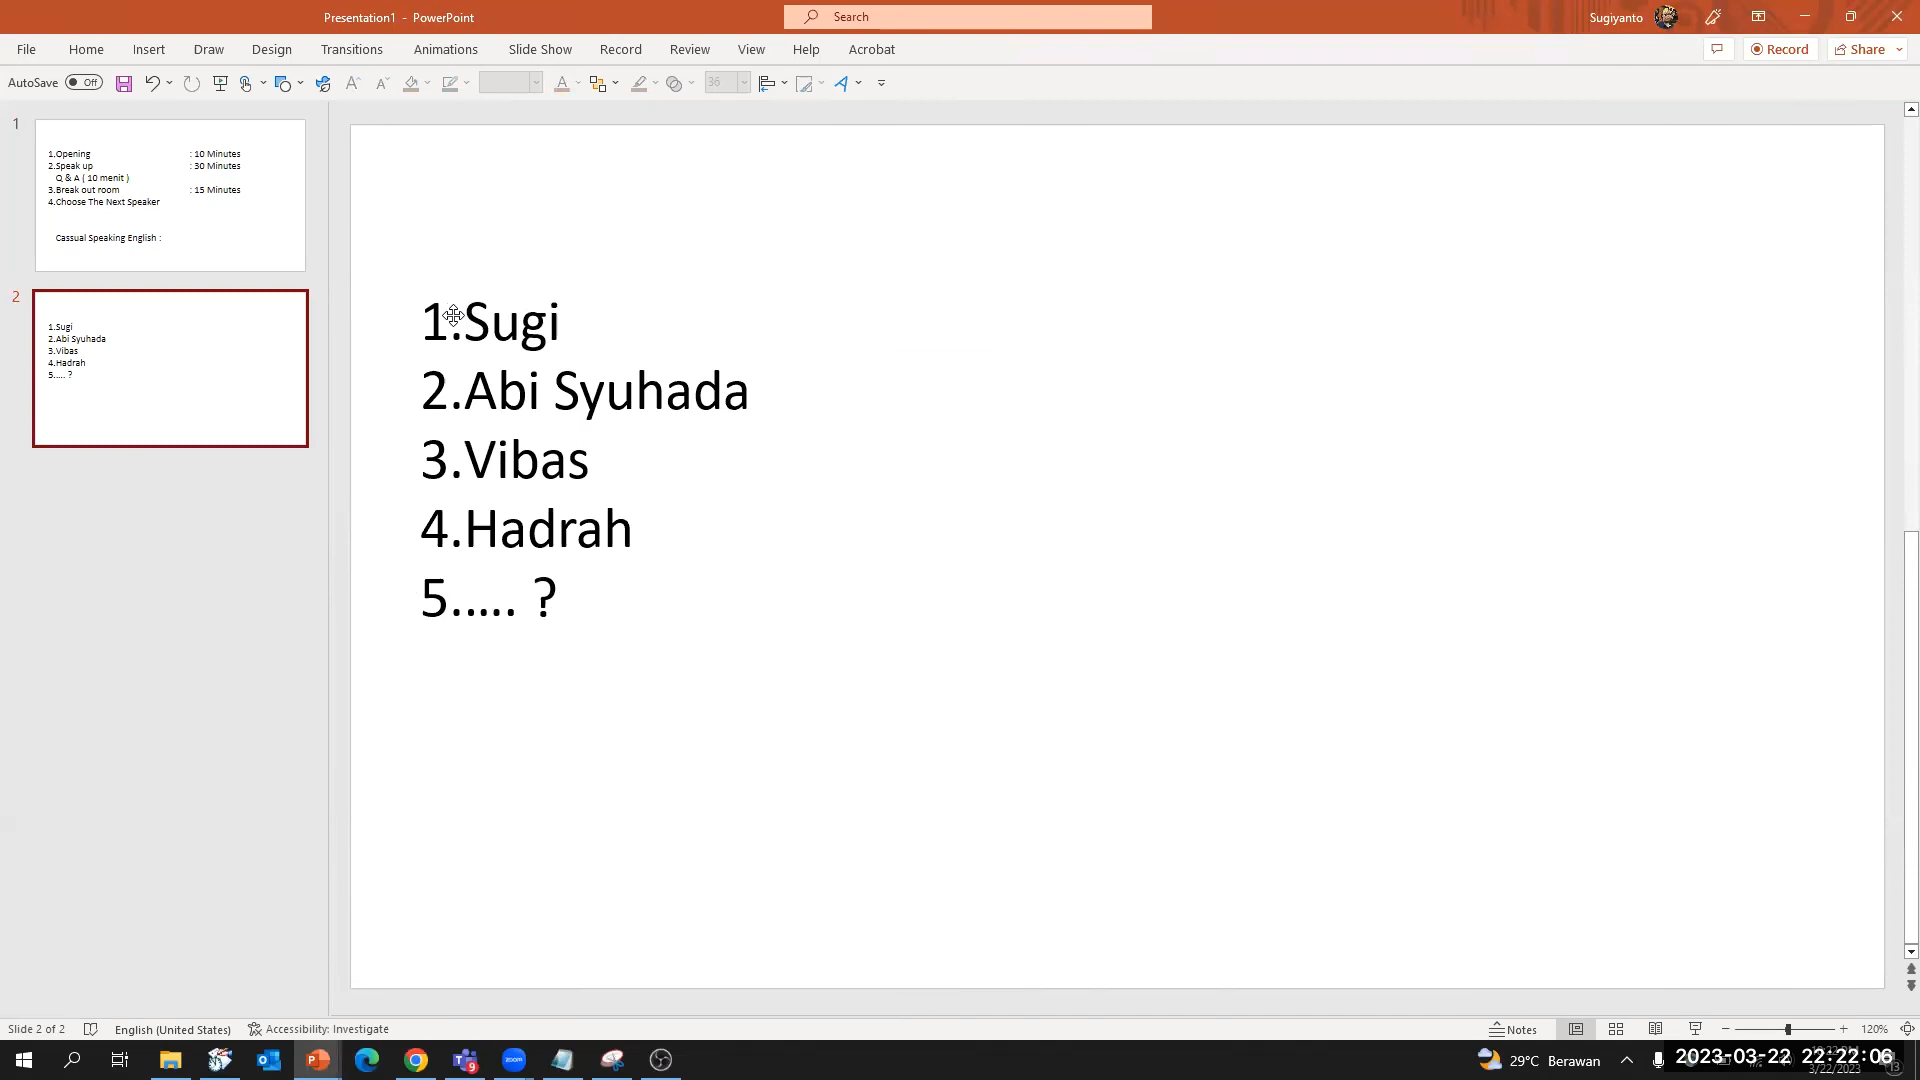 Presentation1 - PowerPoint
Search
Sugiyanto
File Home Insert Draw Design Transitions Animations Slide Show Record Review View Help Acrobat
Record
Share
AutoSave Off
36
1
1.Opening : 10 Minutes
2.Speak up : 30 Minutes
Q & A ( 10 menit )
3.Break out room : 15 Minutes
4.Choose The Next Speaker
Cassual Speaking English :
2
1.Sugi
2.Abi Syuhada
3.Vibas
4.Hadrah
5..... ?
1.Sugi
2.Abi Syuhada
3.Vibas
4.Hadrah
5..... ?
Slide 2 of 2 English (United States) Accessibility: Investigate
Notes
120%
29°C Berawan
2023-03-22 22:22:06
3/22/2023